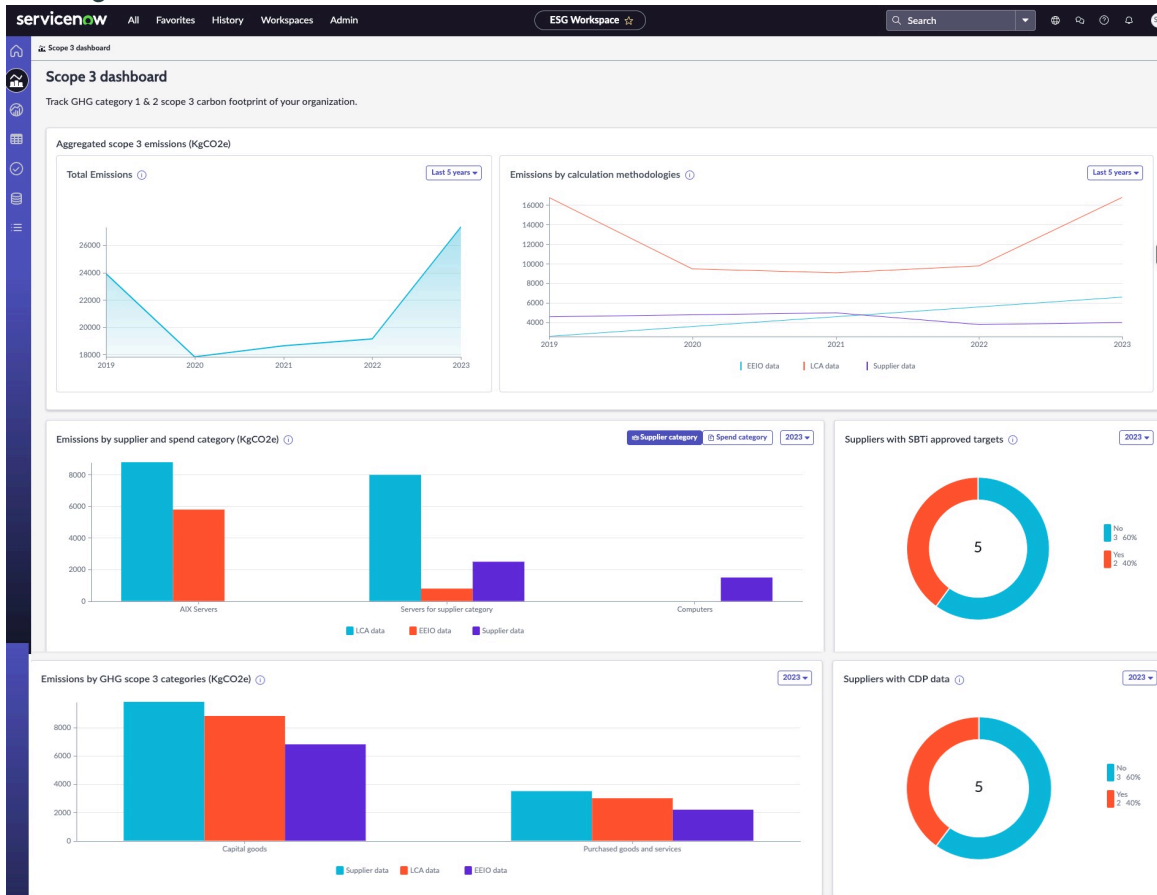 servicenow All Favorites History Workspaces Admin ESG Workspace Search
Scope 3 dashboard
Scope 3 dashboard
Track GHG category 1 & 2 scope 3 carbon footprint of your organization.
Aggregated scope 3 emissions (KgCO2e)
Total Emissions Last 5 years
26000
24000
22000
20000
18000
2019 2020 2021 2022 2023
Emissions by calculation methodologies Last 5 years
16000
14000
12000
10000
8000
6000
4000
2019 2020 2021 2022 2023
EEIO data LCA data Supplier data
Emissions by supplier and spend category (KgCO2e) Supplier category Spend category 2023
8000
6000
4000
2000
0
AIX Servers Servers for supplier category Computers
LCA data EEIO data Supplier data
Suppliers with SBTi approved targets 2023
5
No
3 60%
Yes
2 40%
Emissions by GHG scope 3 categories (KgCO2e) 2023
8000
6000
4000
2000
0
Capital goods Purchased goods and services
Supplier data LCA data EEIO data
Suppliers with CDP data 2023
5
No
3 60%
Yes
2 40%